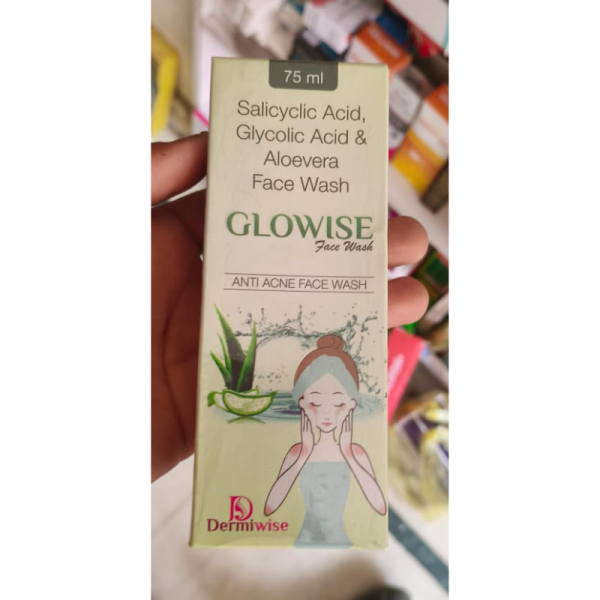 75 ml
Salicyclic Acid,
Glycolic Acid &
Aloevera
Face Wash
GLOWISE
Face Wash
ANTI ACNE FACE WASH
Dermiwise